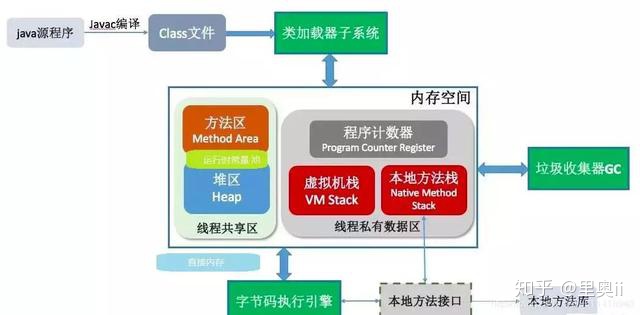 java源程序
Javac编译
Class文件
类加载器子系统
内存空间
方法区
Method Area
运行时常量池
堆区
Heap
线程共享区
程序计数器
Program Counter Register
虚拟机栈
VM Stack
本地方法栈
Native Method
Stack
线程私有数据区
垃圾收集器GC
直接内存
字节码执行引擎
本地方法接口
本地方法库
知乎 @里奥ii